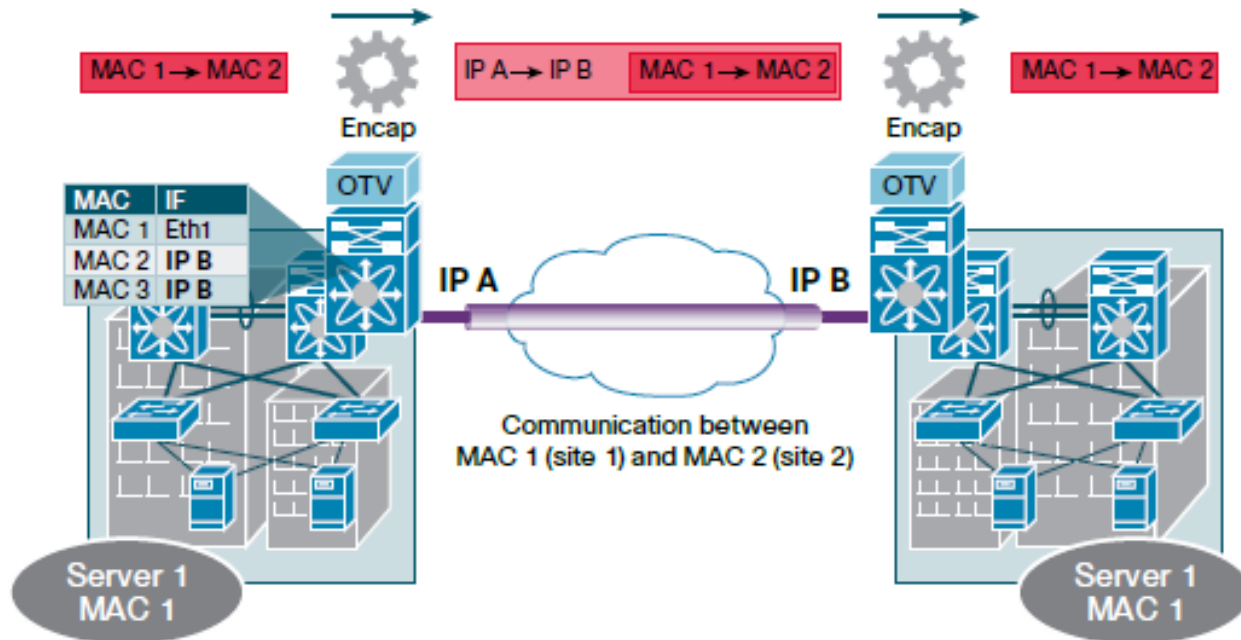 MAC 1→ MAC 2
IP A→ IP B
MAC 1→ MAC 2
MAC 1→ MAC 2
Encap
Encap
OTV
OTV
MAC IF
MAC 1 Eth1
MAC 2 IP B
MAC 3 IP B
IP A
IP B
Communication between
MAC 1 (site 1) and MAC 2 (site 2)
Server 1
MAC 1
Server 1
MAC 1